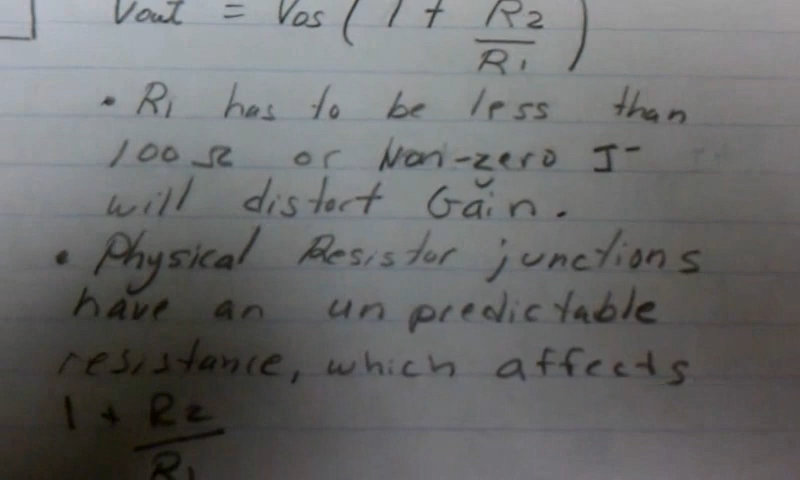 Vout = Vos ( 1 + R2/R1 )
• R1 has to be less than
100 Ω or Non-zero I-
will distort Gain.
• Physical Resistor junctions
have an unpredictable
resistance, which affects
1 + R2/R1